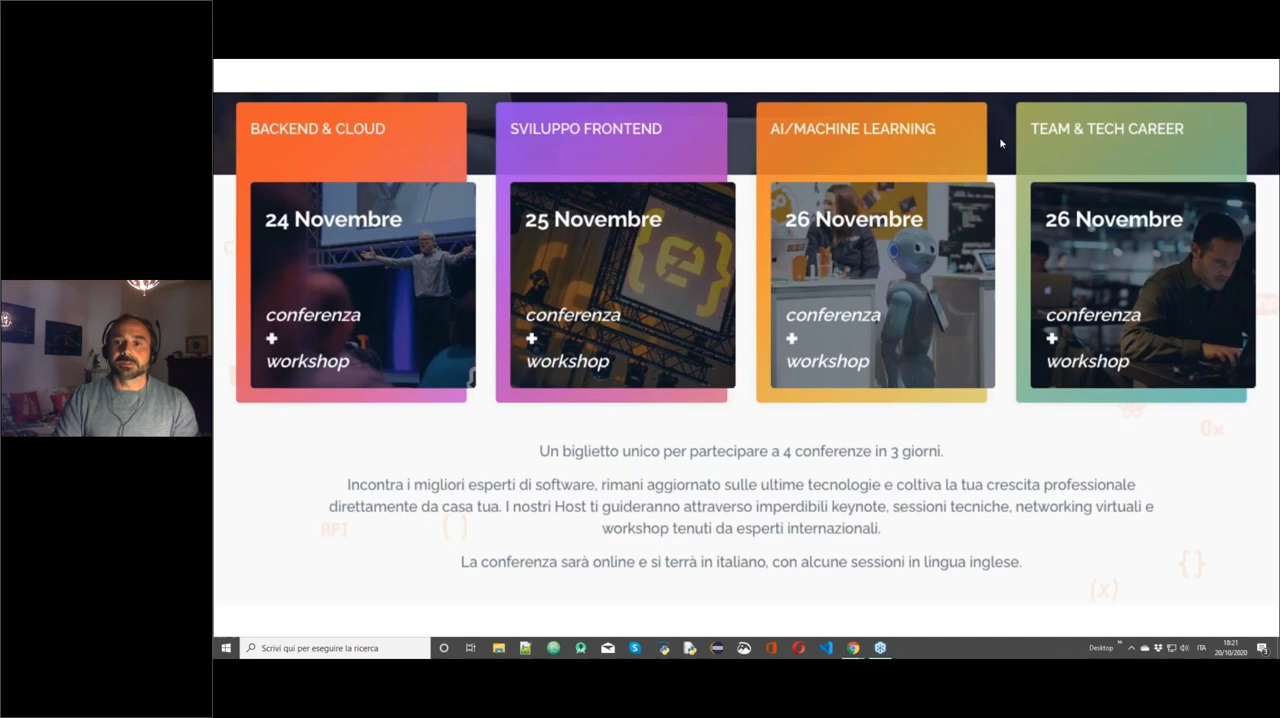 BACKEND & CLOUD
SVILUPPO FRONTEND
AI/MACHINE LEARNING
TEAM & TECH CAREER
24 Novembre
25 Novembre
26 Novembre
26 Novembre
conferenza
+
workshop
conferenza
+
workshop
conferenza
+
workshop
conferenza
+
workshop
0x
Un biglietto unico per partecipare a 4 conferenze in 3 giorni.
Incontra i migliori esperti di software, rimani aggiornato sulle ultime tecnologie e coltiva la tua crescita professionale
direttamente da casa tua. I nostri Host ti guideranno attraverso imperdibili keynote, sessioni tecniche, networking virtuali e
workshop tenuti da esperti internazionali.
API
( )
La conferenza sarà online e si terrà in italiano, con alcune sessioni in lingua inglese.
{}
(x)
Scrivi qui per eseguire la ricerca
Desktop
ITA
18:21
20/10/2020